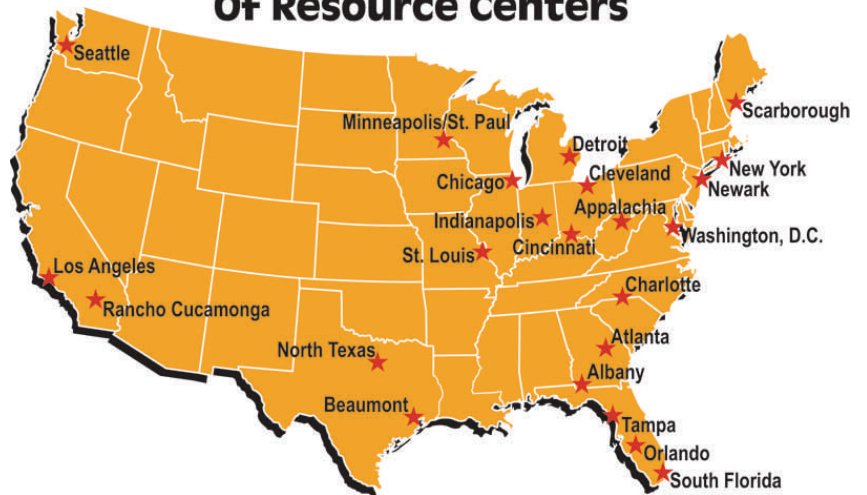 Of Resource Centers
Seattle
Minneapolis/St. Paul
Scarborough
Detroit
New York
Chicago
Cleveland
Newark
Appalachia
Indianapolis
Washington, D.C.
St. Louis
Cincinnati
Los Angeles
Charlotte
Rancho Cucamonga
Atlanta
North Texas
Albany
Beaumont
Tampa
Orlando
South Florida